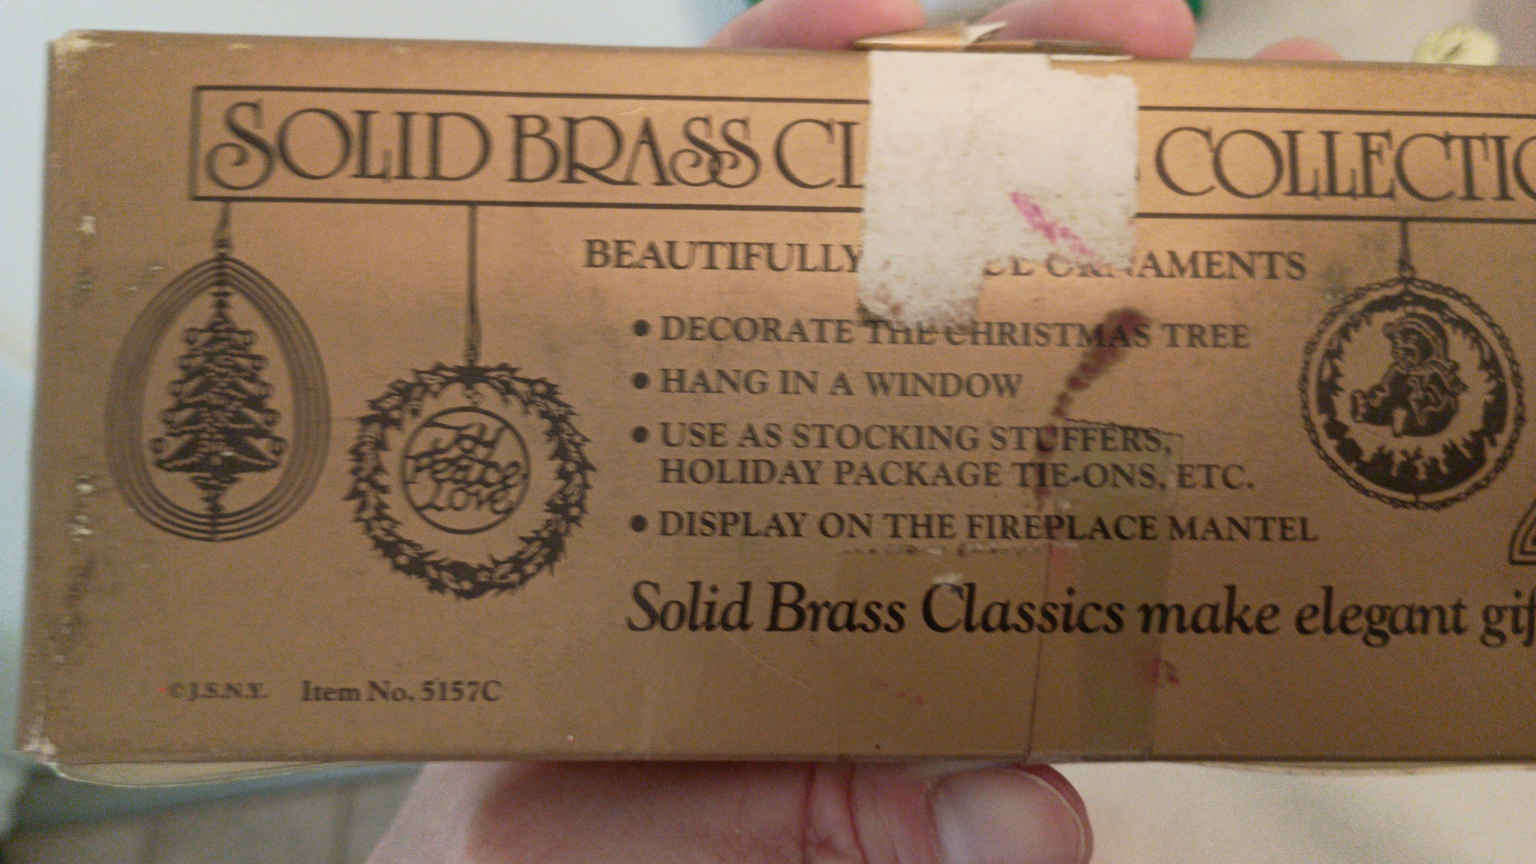 SOLID BRASS CL COLLECTIO
BEAUTIFULLY ORNAMENTS
• DECORATE THE CHRISTMAS TREE
• HANG IN A WINDOW
• USE AS STOCKING STUFFERS,
HOLIDAY PACKAGE TIE-ONS, ETC.
• DISPLAY ON THE FIREPLACE MANTEL
Solid Brass Classics make elegant gif
Joy
Peace
Love
©J.S.N.Y. Item No. 5157C